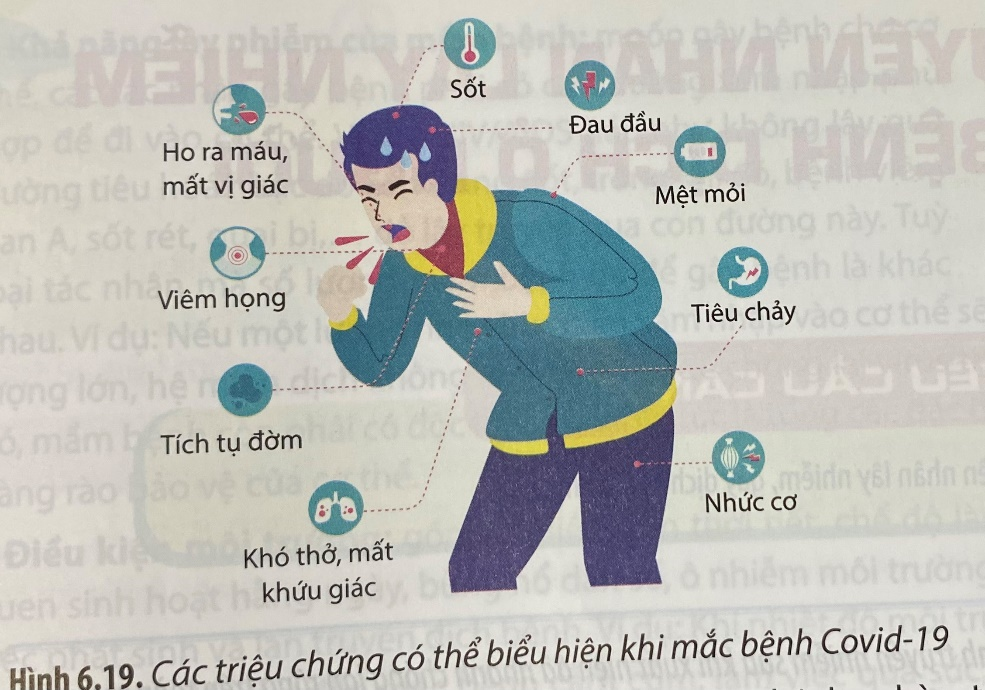 Sốt
Đau đầu
Ho ra máu,
mất vị giác
Mệt mỏi
Viêm họng
Tiêu chảy
Tích tụ đờm
Nhức cơ
Khó thở, mất
khứu giác
Hình 6.19. Các triệu chứng có thể biểu hiện khi mắc bệnh Covid-19